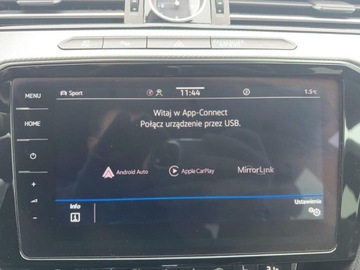 MENU
Sport
11:44
1.5°C
HOME
Witaj w App-Connect
Połącz urządzenie przez USB.
Android Auto
Apple CarPlay
MirrorLink
Info
Ustawienia